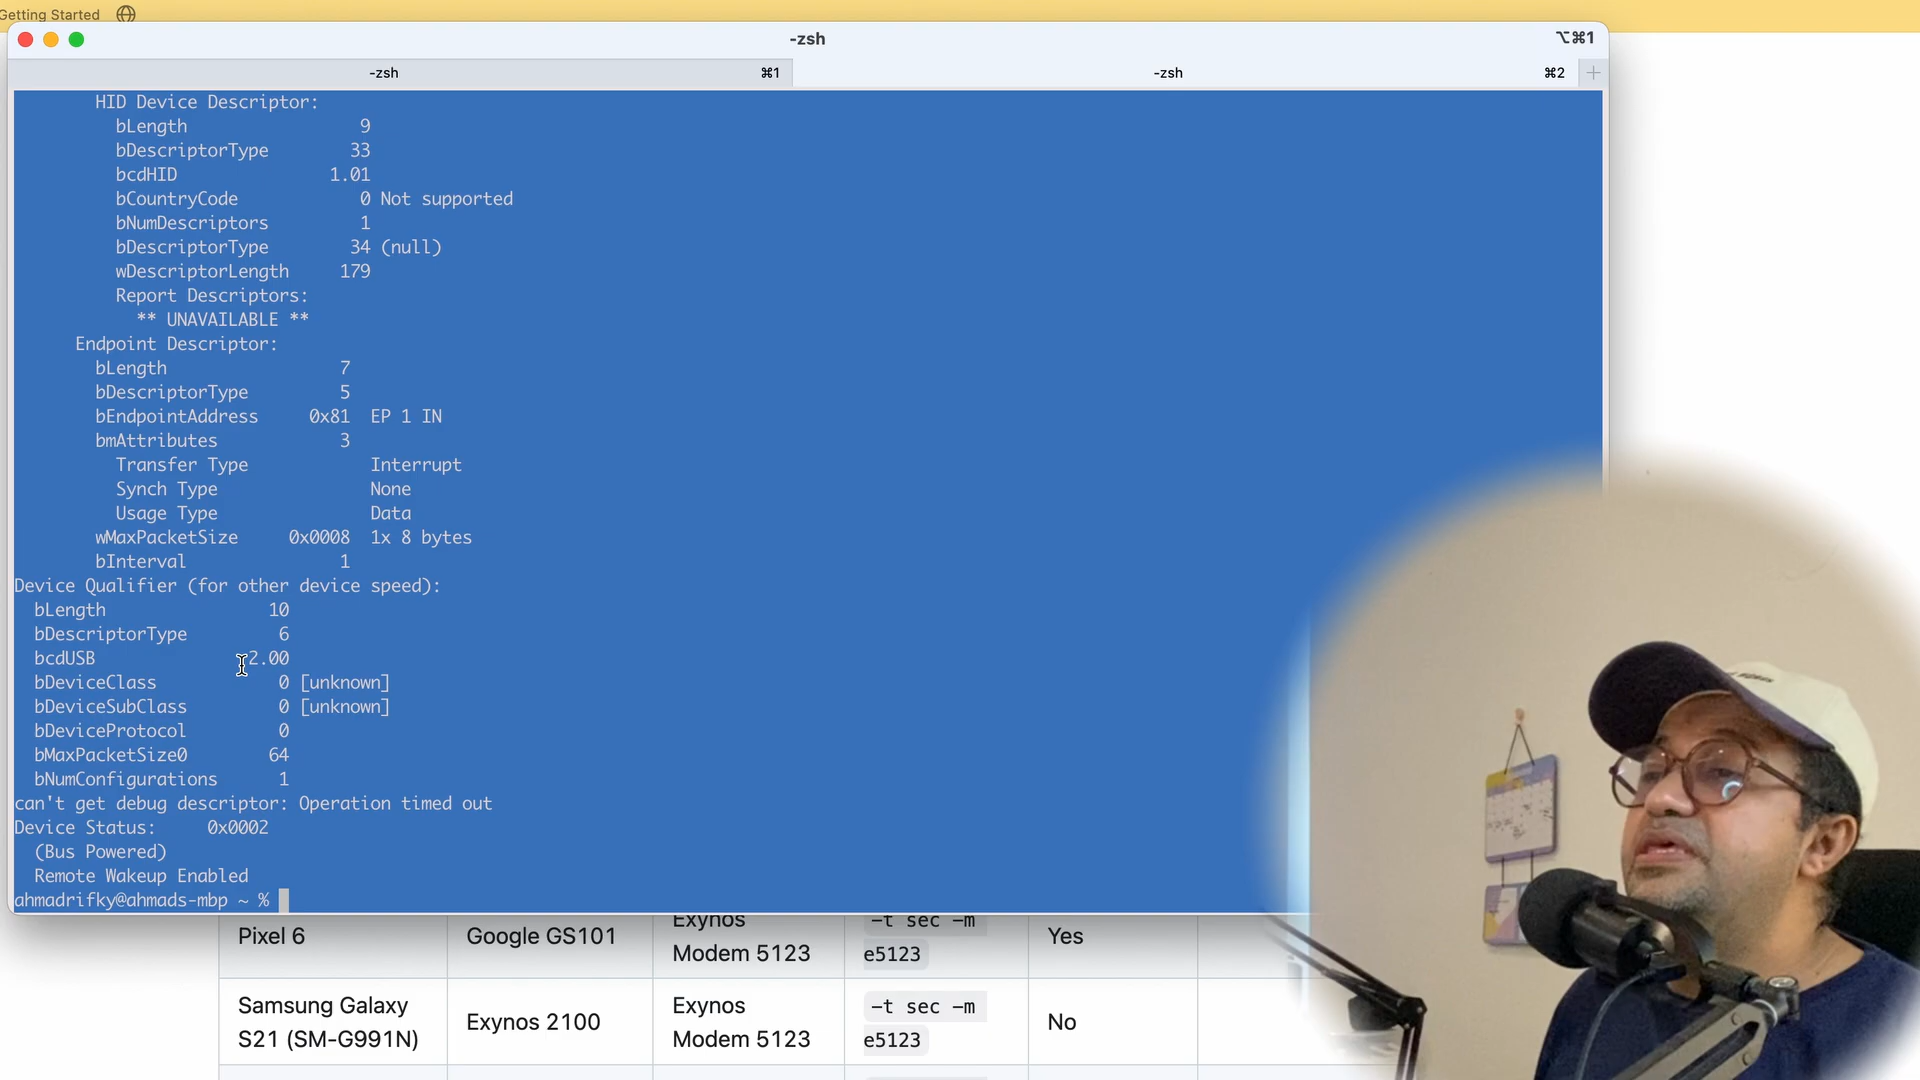 Getting Started
-zsh
⌥⌘1
-zsh ⌘1
-zsh ⌘2
HID Device Descriptor:
bLength 9
bDescriptorType 33
bcdHID 1.01
bCountryCode 0 Not supported
bNumDescriptors 1
bDescriptorType 34 (null)
wDescriptorLength 179
Report Descriptors:
** UNAVAILABLE **
Endpoint Descriptor:
bLength 7
bDescriptorType 5
bEndpointAddress 0x81 EP 1 IN
bmAttributes 3
Transfer Type Interrupt
Synch Type None
Usage Type Data
wMaxPacketSize 0x0008 1x 8 bytes
bInterval 1
Device Qualifier (for other device speed):
bLength 10
bDescriptorType 6
bcdUSB 2.00
bDeviceClass 0 [unknown]
bDeviceSubClass 0 [unknown]
bDeviceProtocol 0
bMaxPacketSize0 64
bNumConfigurations 1
can't get debug descriptor: Operation timed out
Device Status: 0x0002
(Bus Powered)
Remote Wakeup Enabled
ahmadrifky@ahmads-mbp ~ %
Pixel 6
Google GS101
Exynos
Modem 5123
-t sec -m
e5123
Yes
Samsung Galaxy
S21 (SM-G991N)
Exynos 2100
Exynos
Modem 5123
-t sec -m
e5123
No